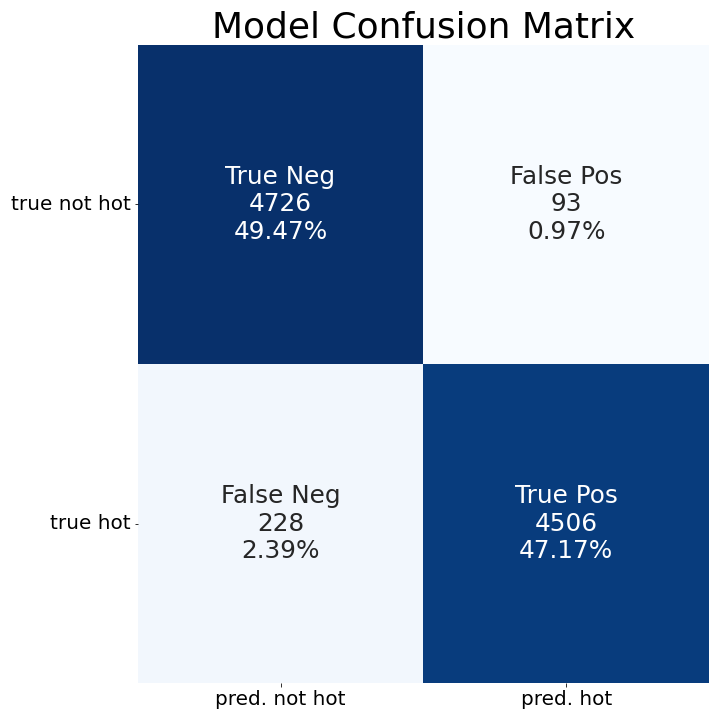 Model Confusion Matrix
true not hot
True Neg
4726
49.47%
False Pos
93
0.97%
true hot
False Neg
228
2.39%
True Pos
4506
47.17%
pred. not hot
pred. hot